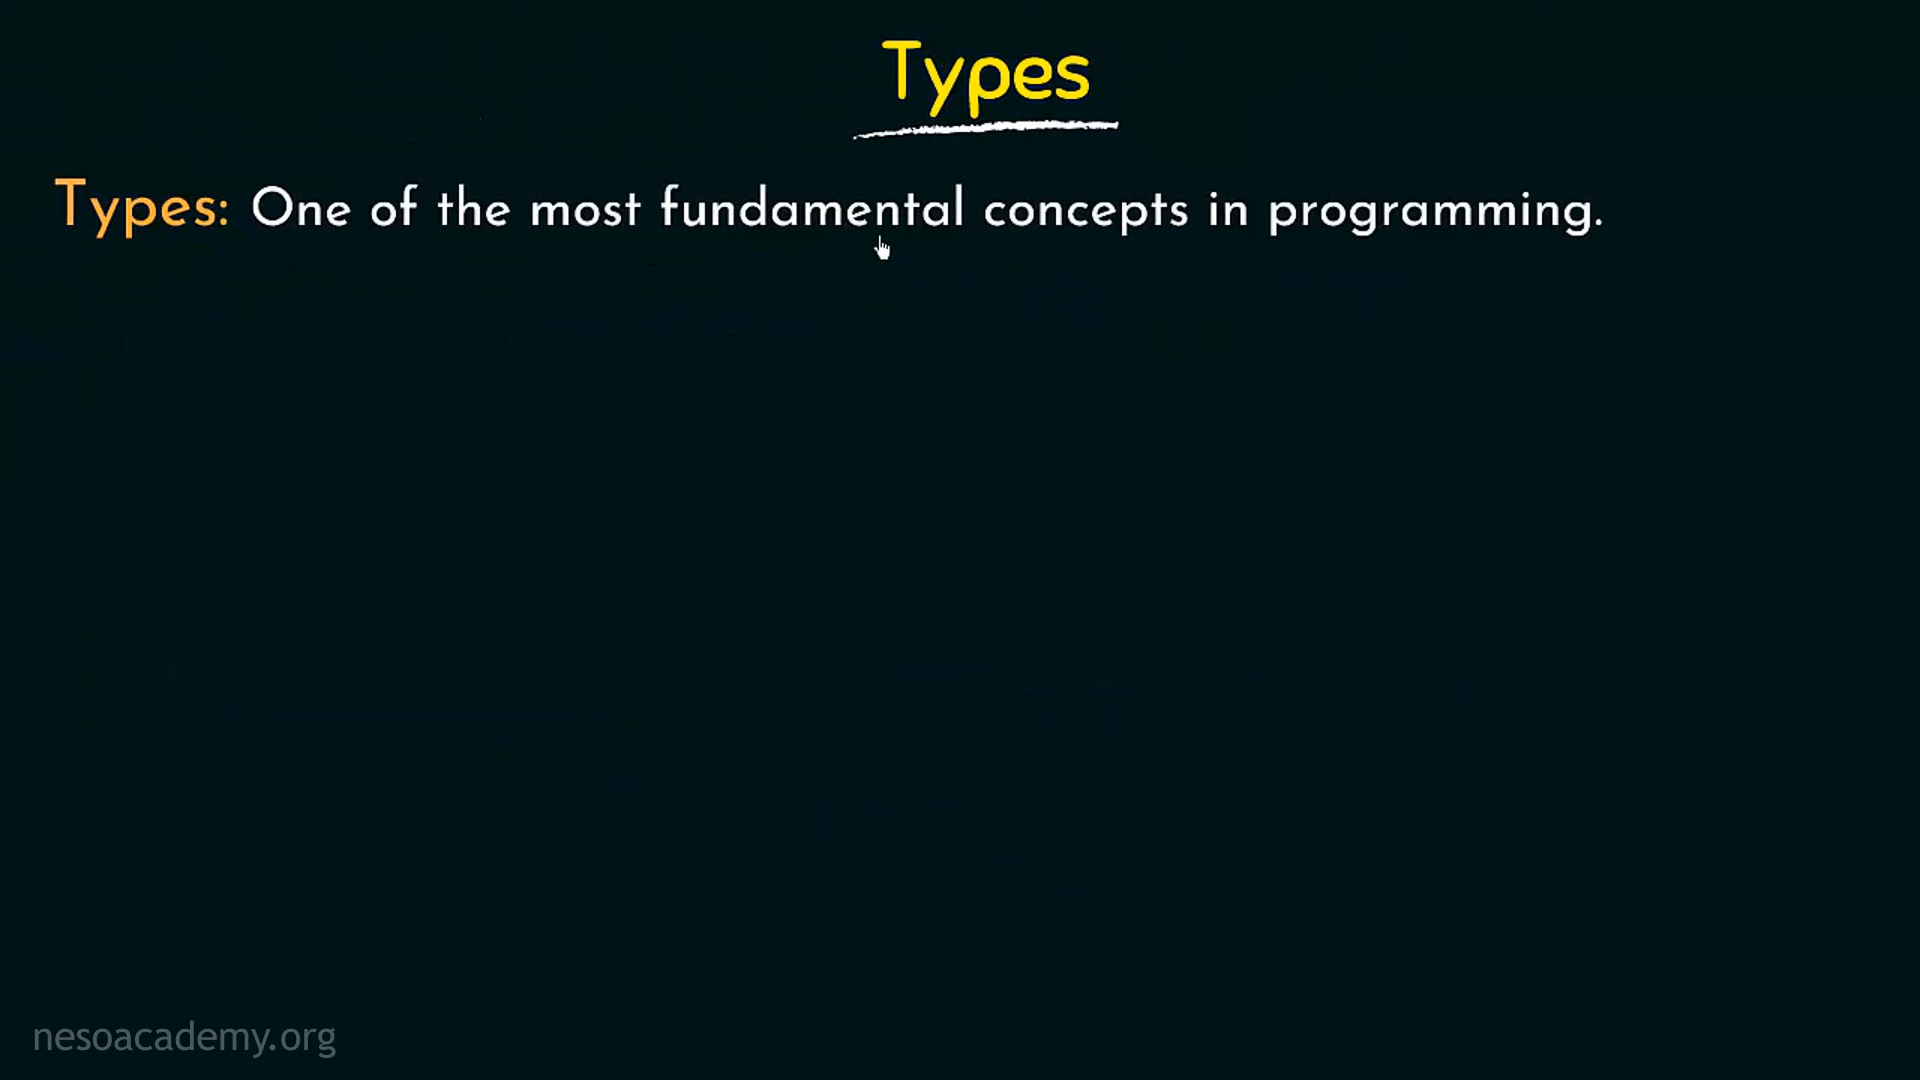 Types
Types: One of the most fundamental concepts in programming.
nesoacademy.org